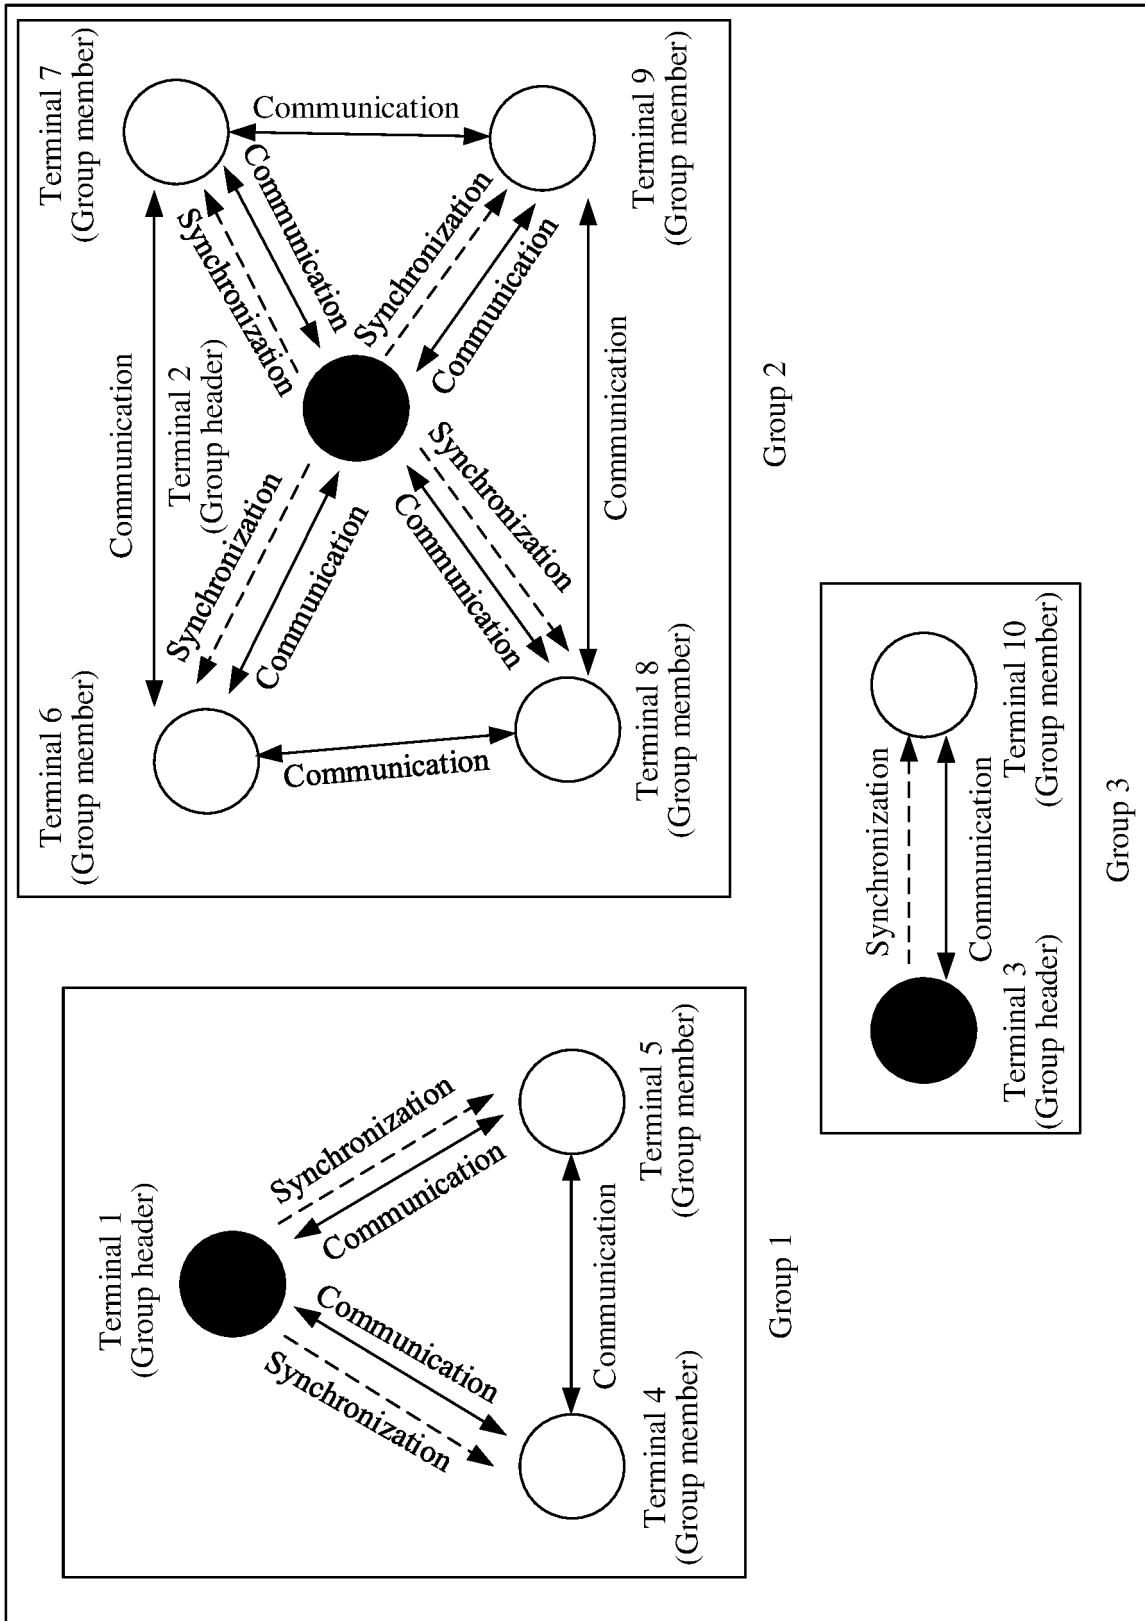 Terminal 1
(Group header)
Synchronization
Communication
Communication
Synchronization
Terminal 4
(Group member)
Communication
Terminal 5
(Group member)
Group 1
Terminal 6
(Group member)
Communication
Terminal 7
(Group member)
Terminal 2
(Group header)
Synchronization
Communication
Synchronization
Communication
Communication
Communication
Communication
Synchronization
Synchronization
Communication
Terminal 8
(Group member)
Communication
Terminal 9
(Group member)
Group 2
Synchronization
Communication
Terminal 3
(Group header)
Terminal 10
(Group member)
Group 3